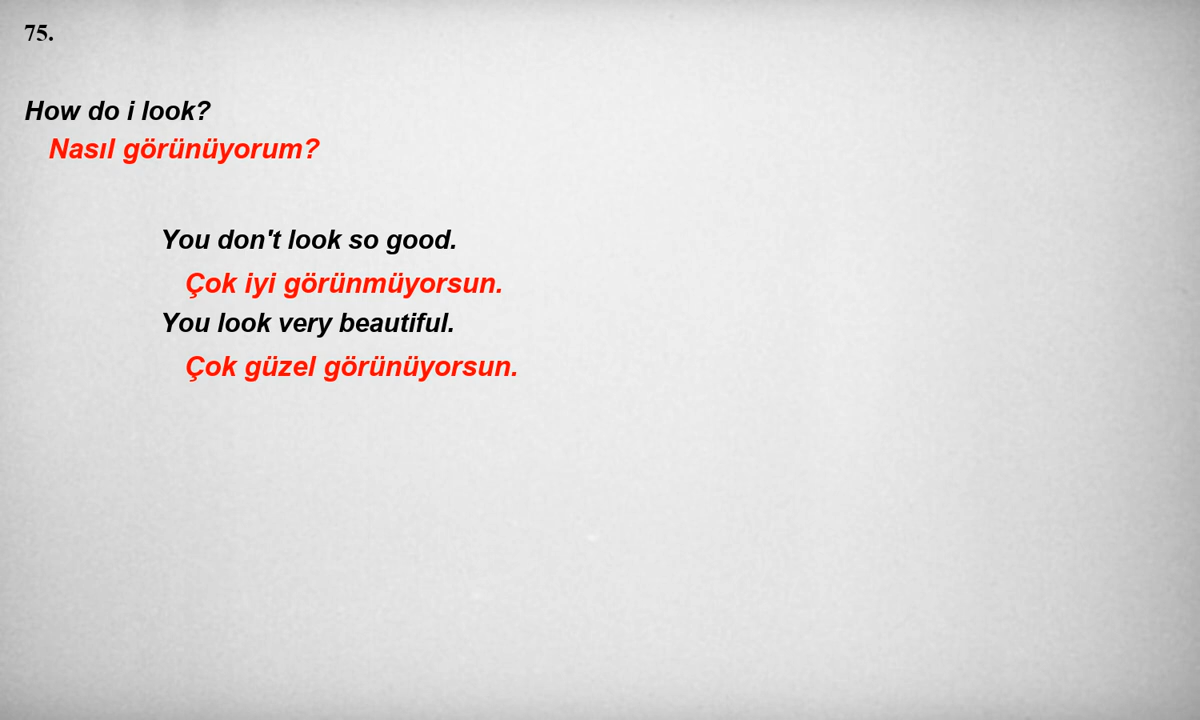 75.
How do i look?
Nasıl görünüyorum?
You don't look so good.
Çok iyi görünmüyorsun.
You look very beautiful.
Çok güzel görünüyorsun.